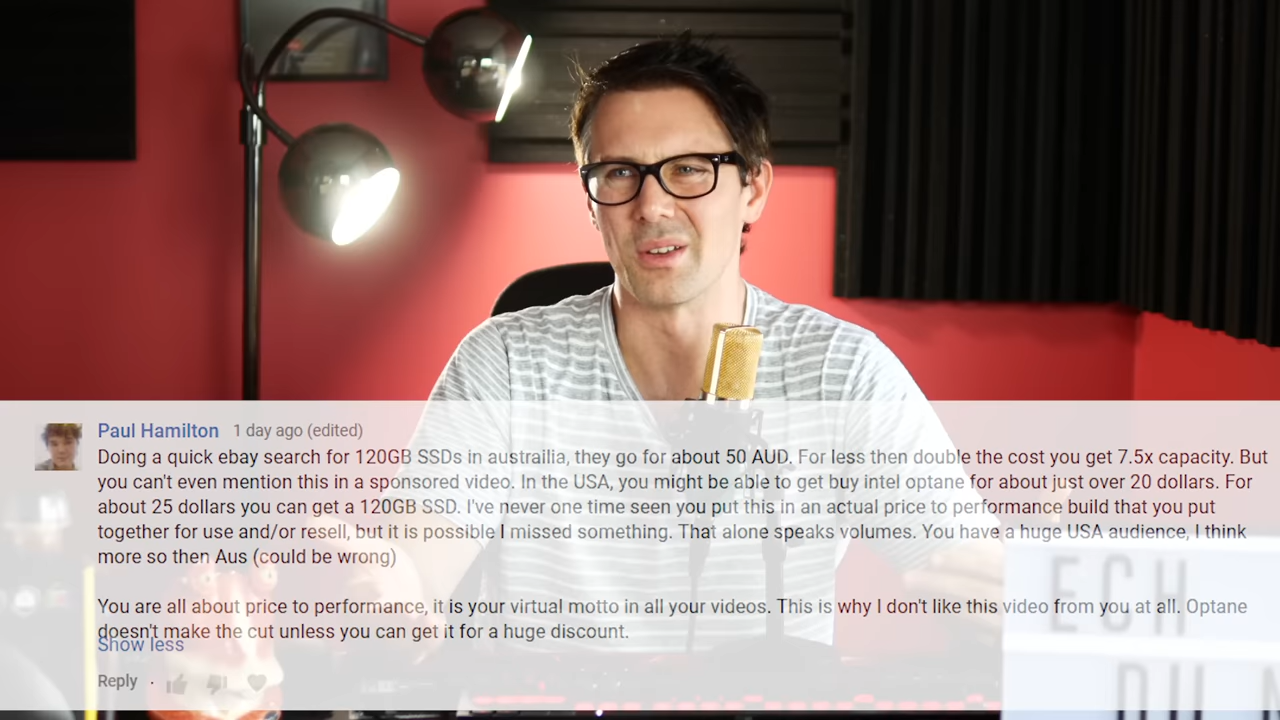 Paul Hamilton 1 day ago (edited)
Doing a quick ebay search for 120GB SSDs in austrailia, they go for about 50 AUD. For less then double the cost you get 7.5x capacity. But
you can't even mention this in a sponsored video. In the USA, you might be able to get buy intel optane for about just over 20 dollars. For
about 25 dollars you can get a 120GB SSD. I've never one time seen you put this in an actual price to performance build that you put
together for use and/or resell, but it is possible I missed something. That alone speaks volumes. You have a huge USA audience, I think
more so then Aus (could be wrong)
You are all about price to performance, it is your virtual motto in all your videos. This is why I don't like this video from you at all. Optane
doesn't make the cut unless you can get it for a huge discount.
Show less
Reply
ECH